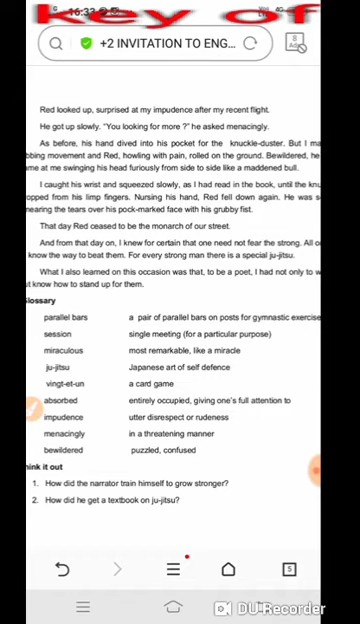 key of
16:33
4G
+2 INVITATION TO ENG...
8
Ads
Red looked up, surprised at my impudence after my recent flight.
He got up slowly. "You looking for more ?" he asked menacingly.
As before, his hand dived into his pocket for the knuckle-duster. But I ma
bbing movement and Red, howling with pain, rolled on the ground. Bewildered, he
me at me swinging his head furiously from side to side like a maddened bull.
I caught his wrist and squeezed slowly, as I had read in the book, until the knu
opped from his limp fingers. Nursing his hand, Red fell down again. He was s
mearing the tears over his pock-marked face with his grubby fist.
That day Red ceased to be the monarch of our street.
And from that day on, I knew for certain that one need not fear the strong. All o
know the way to beat them. For every strong man there is a special ju-jitsu.
What I also learned on this occasion was that, to be a poet, I had not only to w
ut know how to stand up for them.
lossary
parallel bars a pair of parallel bars on posts for gymnastic exercise
session single meeting (for a particular purpose)
miraculous most remarkable, like a miracle
ju-jitsu Japanese art of self defence
vingt-et-un a card game
absorbed entirely occupied, giving one's full attention to
impudence utter disrespect or rudeness
menacingly in a threatening manner
bewildered puzzled, confused
ink it out
1. How did the narrator train himself to grow stronger?
2. How did he get a textbook on ju-jitsu?
5
DU Recorder